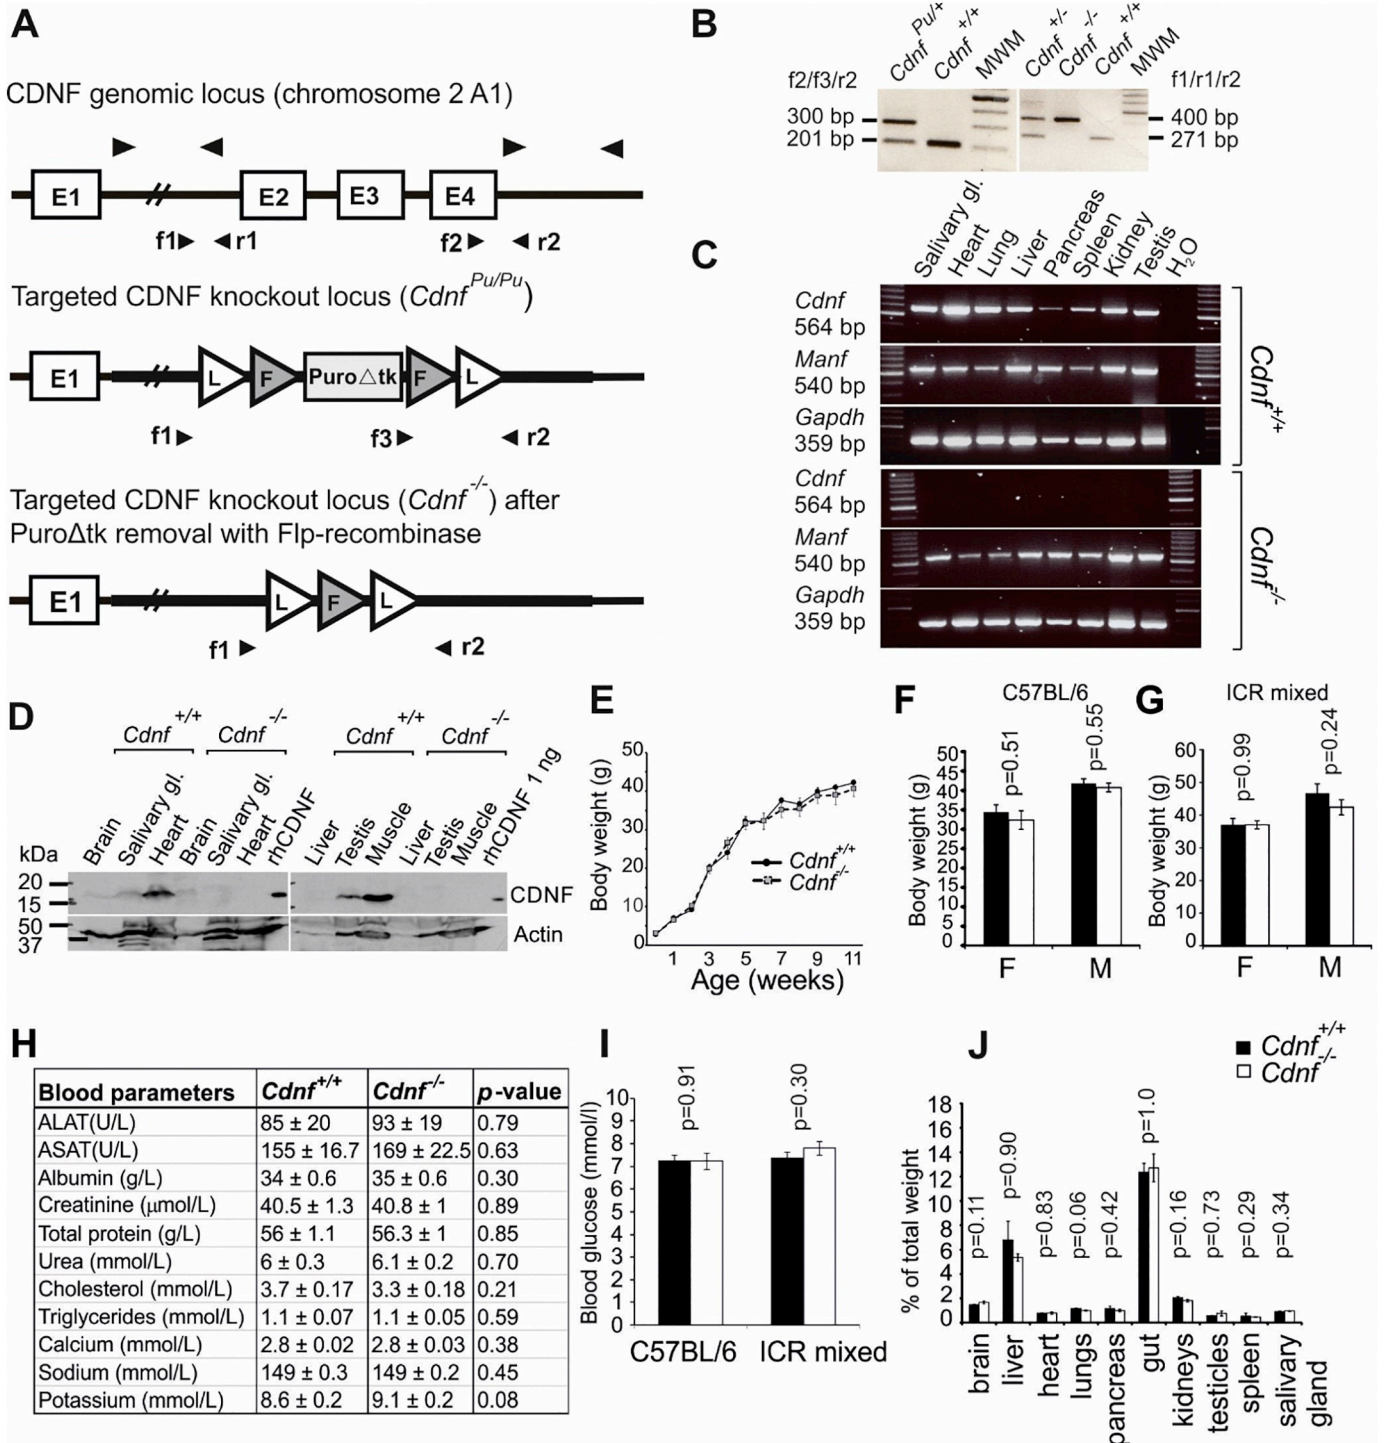 A
CDNF genomic locus (chromosome 2 A1)
E1 E2 E3 E4
f1 r1 f2 r2
Targeted CDNF knockout locus (Cdnf Pu/Pu)
E1 L F Puro△tk F L
f1 f3 r2
Targeted CDNF knockout locus (Cdnf -/-) after
PuroΔtk removal with Flp-recombinase
E1 L F L
f1 r2
B
Cdnf Pu/+ Cdnf +/+ MWM Cdnf +/- Cdnf -/- Cdnf +/+ MWM
f2/f3/r2 f1/r1/r2
300 bp 400 bp
201 bp 271 bp
C
Salivary gl. Heart Lung Liver Pancreas Spleen Kidney Testis H2O
Cdnf
564 bp
Manf
540 bp
Gapdh
359 bp
Cdnf +/+
Cdnf
564 bp
Manf
540 bp
Gapdh
359 bp
Cdnf -/-
D
Cdnf +/+ Cdnf -/- Cdnf +/+ Cdnf -/-
Brain Salivary gl. Heart Brain Salivary gl. Heart rhCDNF Liver Testis Muscle Liver Testis Muscle rhCDNF 1 ng
kDa
20
15
CDNF
50
37
Actin
E
Body weight (g)
50
40
30
20
10
0
Cdnf +/+
Cdnf -/-
1 3 5 7 9 11
Age (weeks)
F
C57BL/6
Body weight (g)
50
45
40
35
30
25
20
15
10
5
0
p=0.51 p=0.55
F M
G
ICR mixed
Body weight (g)
60
50
40
30
20
10
0
p=0.99 p=0.24
F M
H
Blood parameters Cdnf +/+ Cdnf -/- p-value
ALAT(U/L) 85 ± 20 93 ± 19 0.79
ASAT(U/L) 155 ± 16.7 169 ± 22.5 0.63
Albumin (g/L) 34 ± 0.6 35 ± 0.6 0.30
Creatinine (μmol/L) 40.5 ± 1.3 40.8 ± 1 0.89
Total protein (g/L) 56 ± 1.1 56.3 ± 1 0.85
Urea (mmol/L) 6 ± 0.3 6.1 ± 0.2 0.70
Cholesterol (mmol/L) 3.7 ± 0.17 3.3 ± 0.18 0.21
Triglycerides (mmol/L) 1.1 ± 0.07 1.1 ± 0.05 0.59
Calcium (mmol/L) 2.8 ± 0.02 2.8 ± 0.03 0.38
Sodium (mmol/L) 149 ± 0.3 149 ± 0.2 0.45
Potassium (mmol/L) 8.6 ± 0.2 9.1 ± 0.2 0.08
I
Blood glucose (mmol/l)
10
9
8
7
6
5
4
3
2
1
0
p=0.91 p=0.30
C57BL/6 ICR mixed
J
Cdnf +/+
Cdnf -/-
% of total weight
18
16
14
12
10
8
6
4
2
0
p=0.11 p=0.90 p=0.83 p=0.06 p=0.42 p=1.0 p=0.16 p=0.73 p=0.29 p=0.34
brain liver heart lungs pancreas gut kidneys testicles spleen salivary gland